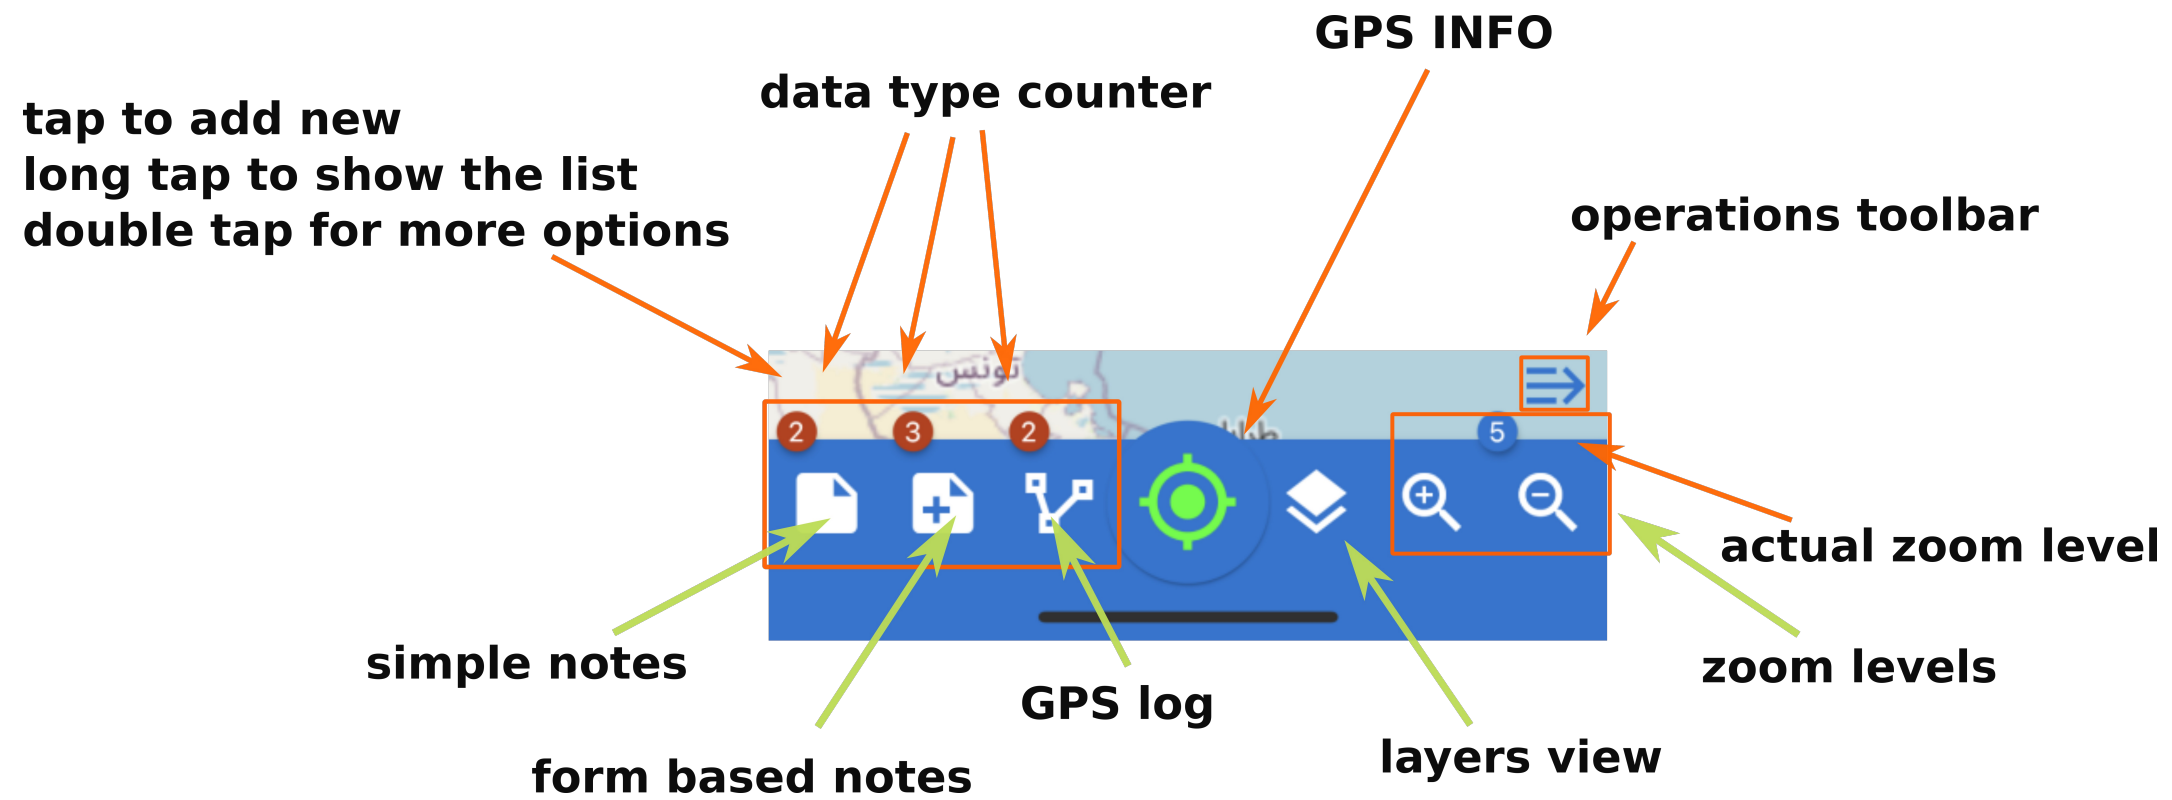 GPS INFO
data type counter
tap to add new
long tap to show the list
double tap for more options
operations toolbar
تونس
2
3
2
5
actual zoom level
simple notes
zoom levels
GPS log
form based notes
layers view